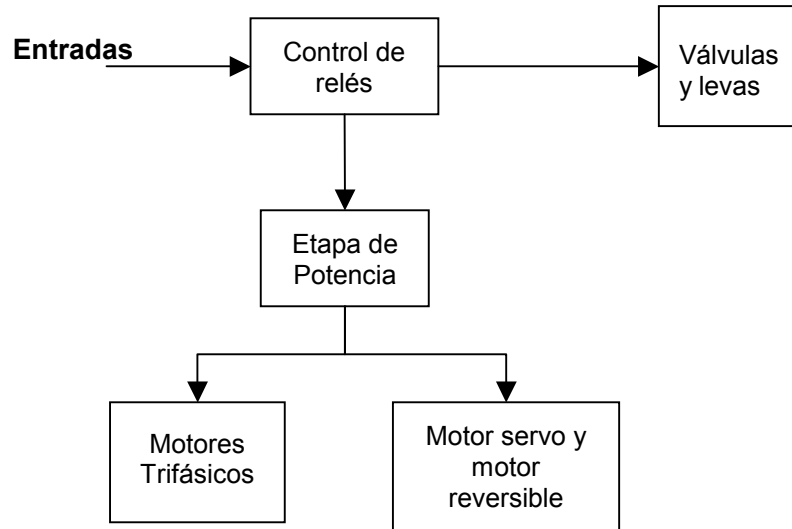 Entradas
Control de
relés
Válvulas
y levas
Etapa de
Potencia
Motores
Trifásicos
Motor servo y
motor
reversible